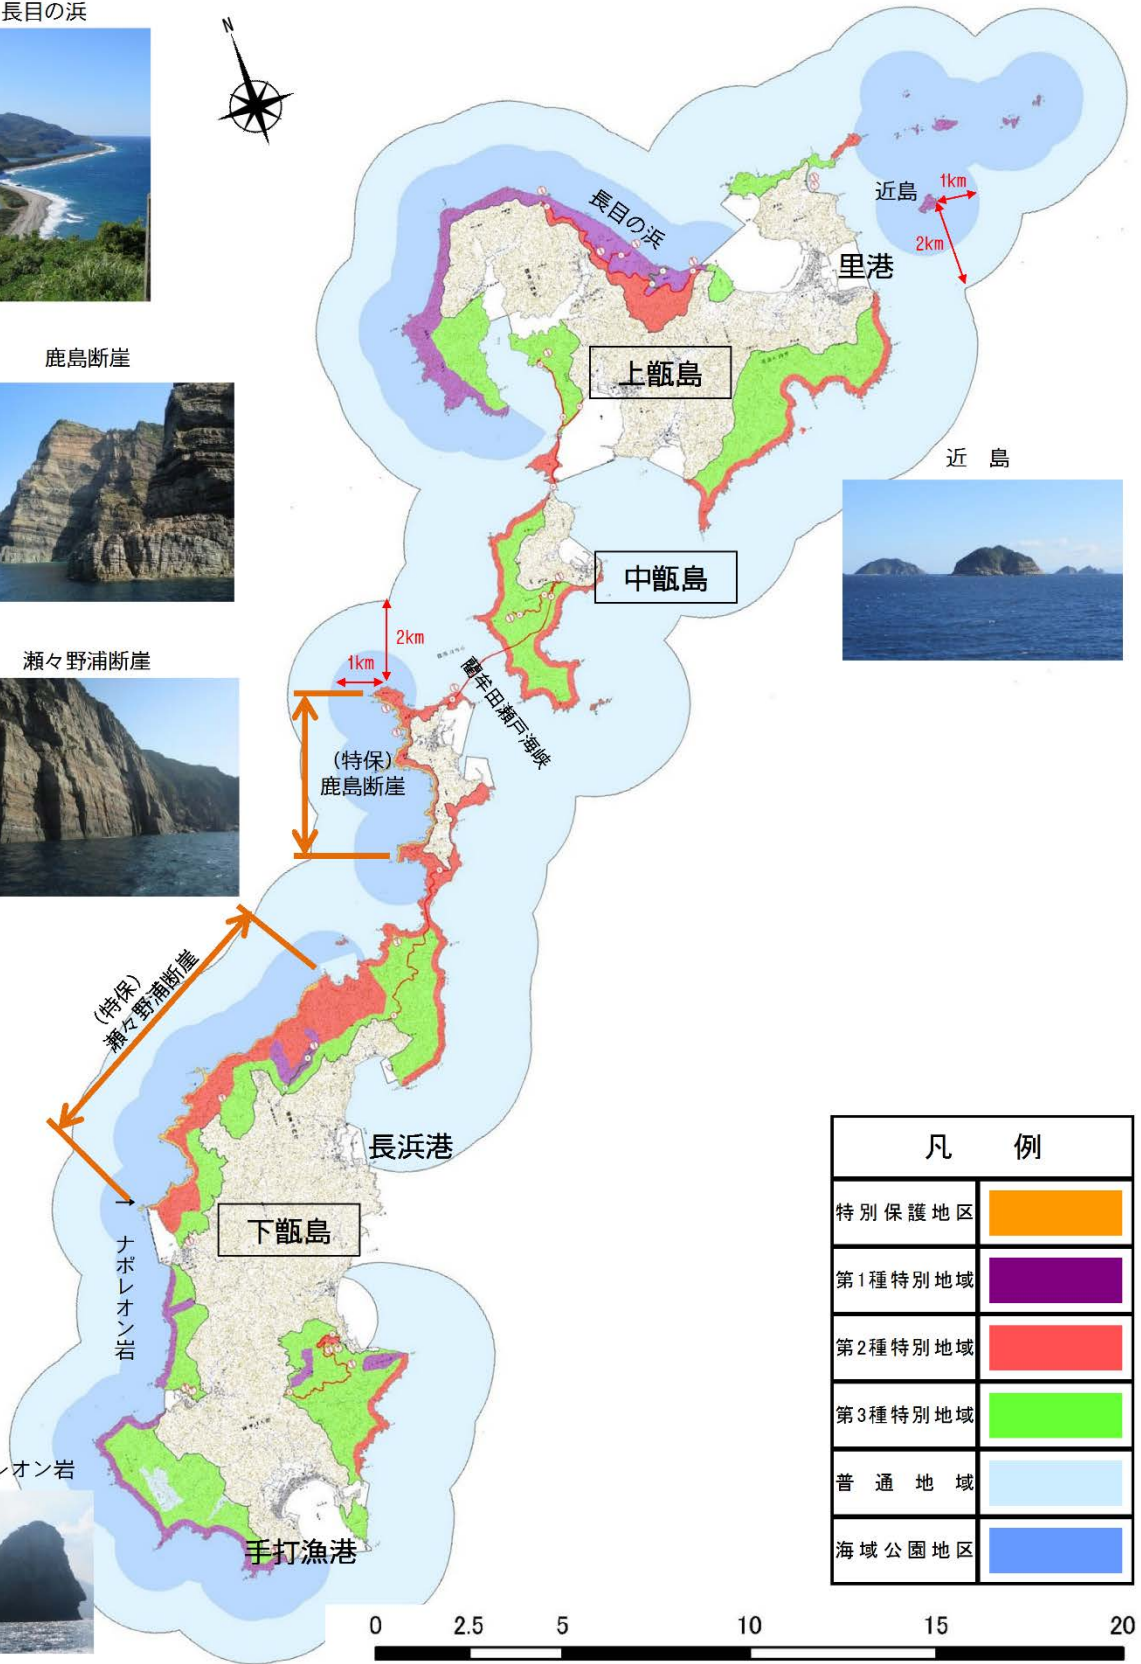 長目の浜
N
長目の浜
近島
1km
2km
里港
鹿島断崖
上甑島
近 島
中甑島
瀬々野浦断崖
2km
1km
藺牟田瀬戸海峡
(特保)
鹿島断崖
(特保)
瀬々野浦断崖
長浜港
下甑島
ナポレオン岩
レオン岩
手打漁港
凡 例
特別保護地区
第1種特別地域
第2種特別地域
第3種特別地域
普通地域
海域公園地区
0 2.5 5 10 15 20